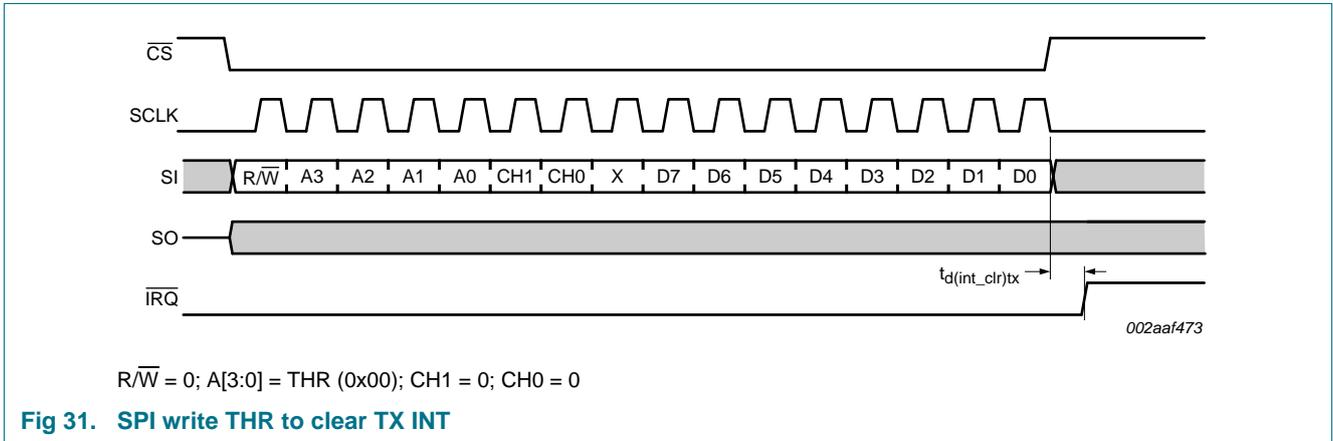 CS
SCLK
SI R/W A3 A2 A1 A0 CH1 CH0 X D7 D6 D5 D4 D3 D2 D1 D0
SO
td(int_clr)tx
IRQ
002aaf473
R/W = 0; A[3:0] = THR (0x00); CH1 = 0; CH0 = 0
Fig 31. SPI write THR to clear TX INT